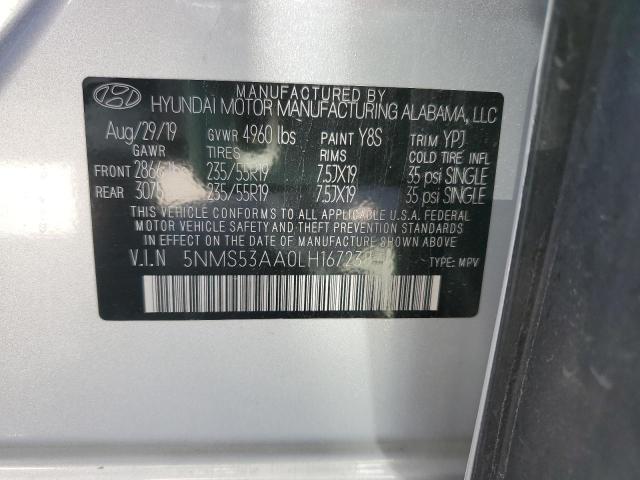 MANUFACTURED BY
HYUNDAI MOTOR MANUFACTURING ALABAMA, LLC
Aug/29/19 GVWR 4960 lbs PAINT Y8S TRIM YPJ
GAWR TIRES RIMS COLD TIRE INFL
FRONT 235/55R19 7.5JX19 35 psi SINGLE
REAR 235/55R19 7.5JX19 35 psi SINGLE
THIS VEHICLE CONFORMS TO ALL APPLICABLE U.S.A. FEDERAL
MOTOR VEHICLE SAFETY AND THEFT PREVENTION
STANDARDS IN EFFECT ON THE DATE OF MANUFACTURE
SHOWN ABOVE.
V.I.N TYPE: MPV